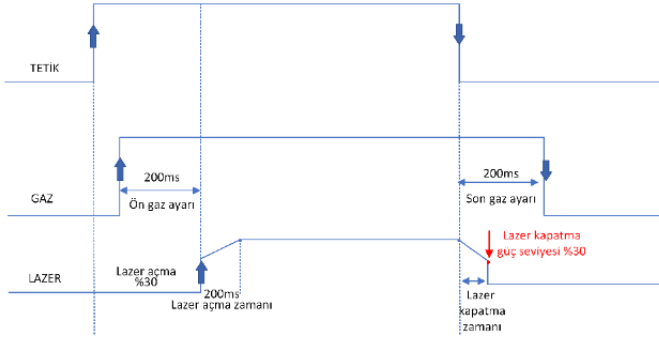 TETİK
200ms
Ön gaz ayarı
200ms
Son gaz ayarı
GAZ
Lazer kapatma
güç seviyesi %30
Lazer açma
%30
LAZER
200ms
Lazer açma zamanı
Lazer
kapatma
zamanı